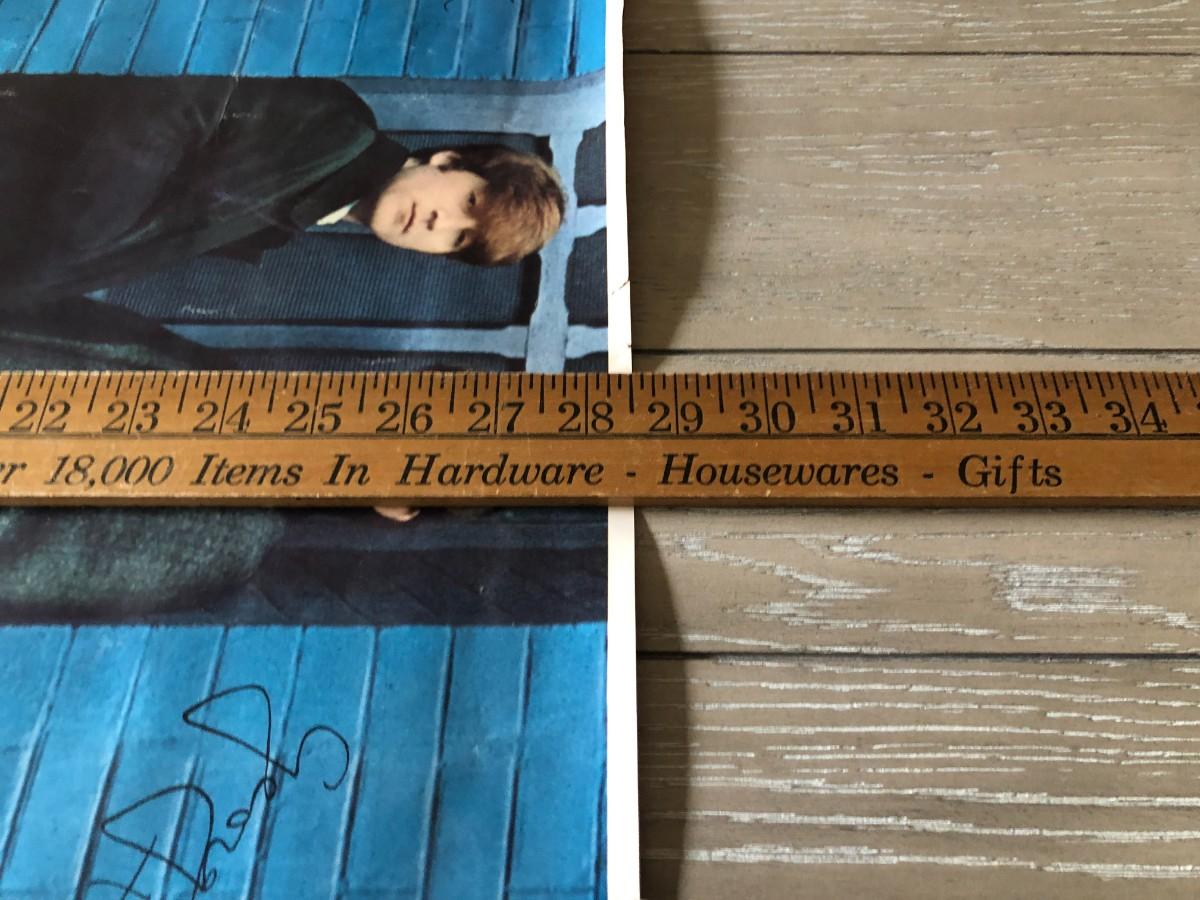 22 23 24 25 26 27 28 29 30 31 32 33 34
18,000 Items In Hardware - Housewares - Gifts